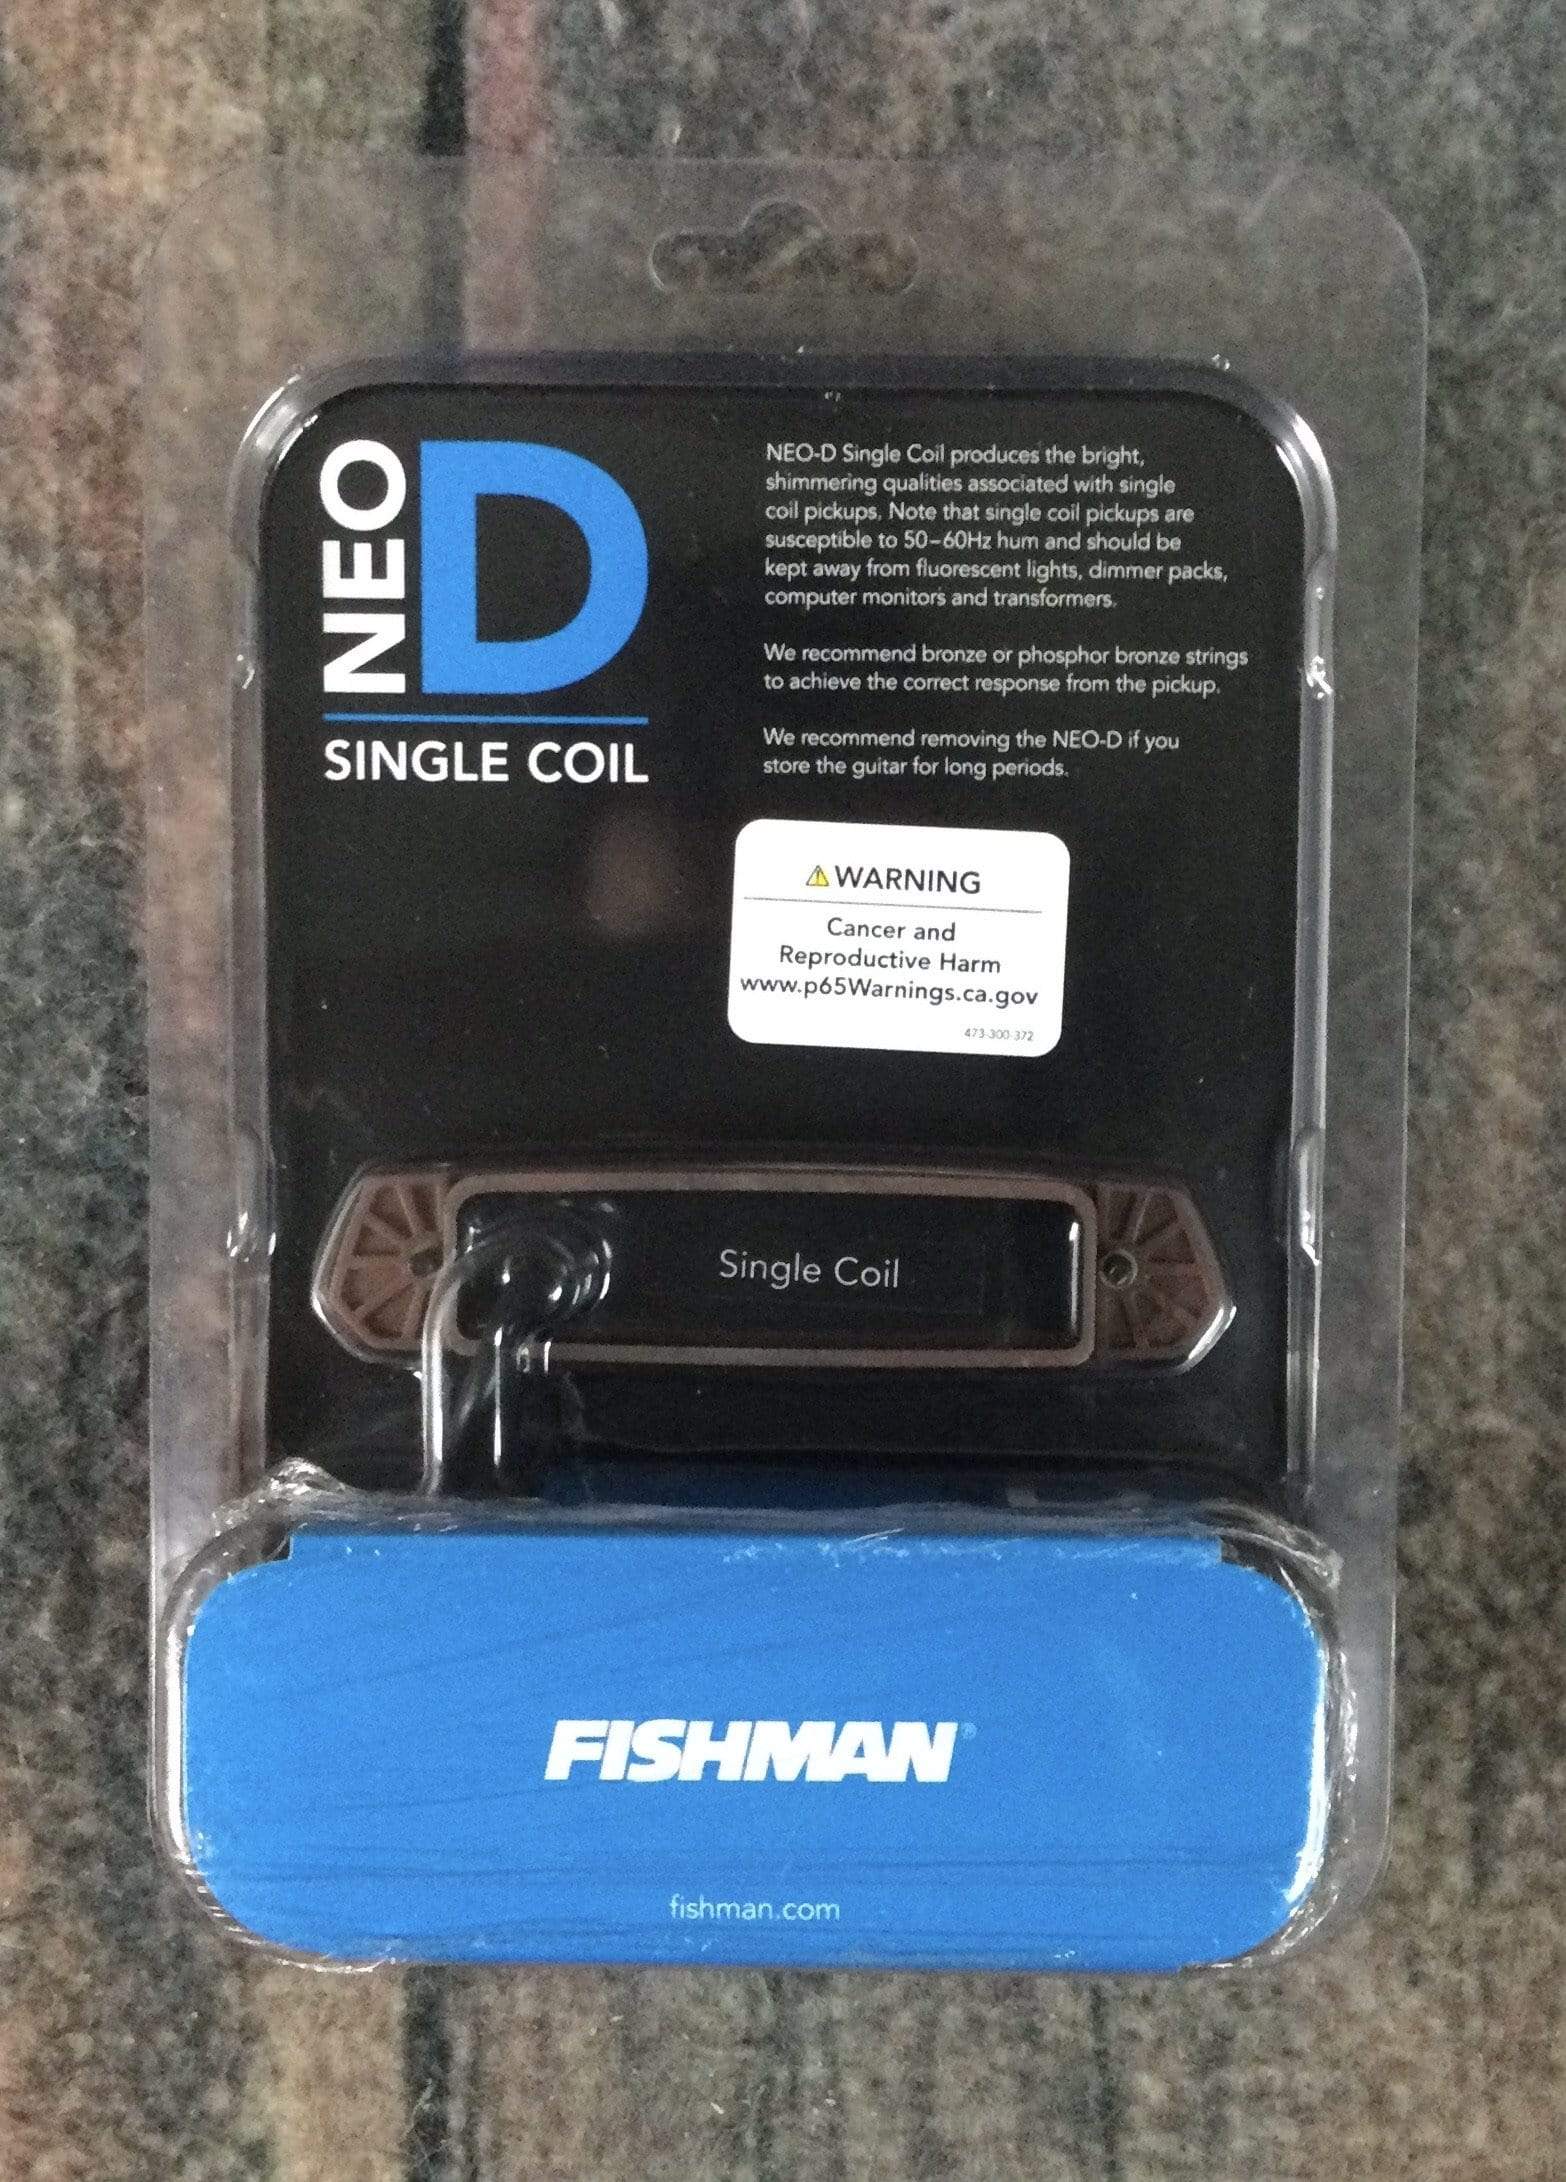 NEO D
SINGLE COIL
NEO-D Single Coil produces the bright,
shimmering qualities associated with single
coil pickups. Note that single coil pickups are
susceptible to 50–60Hz hum and should be
kept away from fluorescent lights, dimmer packs,
computer monitors and transformers.
We recommend bronze or phosphor bronze strings
to achieve the correct response from the pickup.
We recommend removing the NEO-D if you
store the guitar for long periods.
⚠ WARNING
Cancer and
Reproductive Harm
www.p65Warnings.ca.gov
473-300-372
Single Coil
FISHMAN®
fishman.com